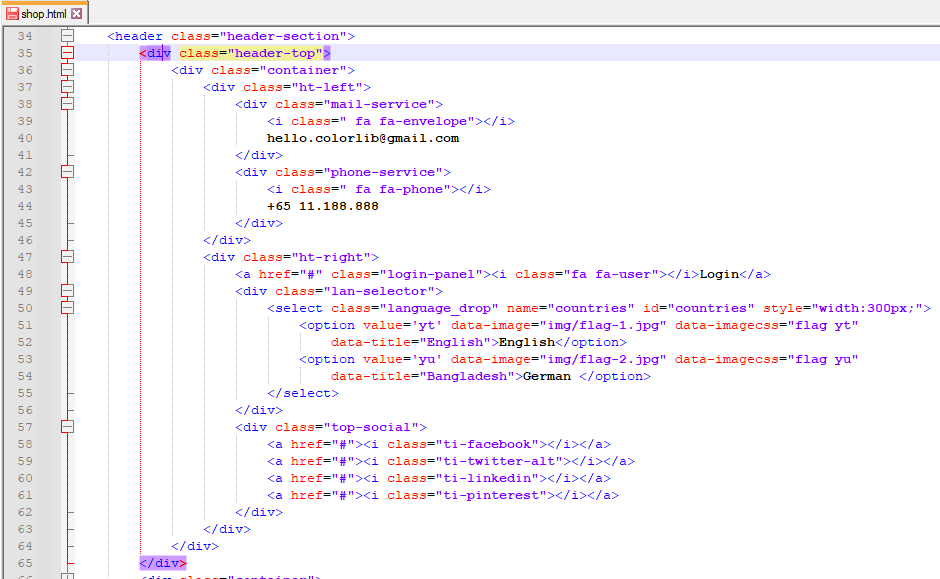 shop.html
34 <header class="header-section">
35 <div class="header-top">
36 <div class="container">
37 <div class="ht-left">
38 <div class="mail-service">
39 <i class=" fa fa-envelope"></i>
40 hello.colorlib@gmail.com
41 </div>
42 <div class="phone-service">
43 <i class=" fa fa-phone"></i>
44 +65 11.188.888
45 </div>
46 </div>
47 <div class="ht-right">
48 <a href="#" class="login-panel"><i class="fa fa-user"></i>Login</a>
49 <div class="lan-selector">
50 <select class="language_drop" name="countries" id="countries" style="width:300px;">
51 <option value='yt' data-image="img/flag-1.jpg" data-imagecss="flag yt"
52 data-title="English">English</option>
53 <option value='yu' data-image="img/flag-2.jpg" data-imagecss="flag yu"
54 data-title="Bangladesh">German </option>
55 </select>
56 </div>
57 <div class="top-social">
58 <a href="#"><i class="ti-facebook"></i></a>
59 <a href="#"><i class="ti-twitter-alt"></i></a>
60 <a href="#"><i class="ti-linkedin"></i></a>
61 <a href="#"><i class="ti-pinterest"></i></a>
62 </div>
63 </div>
64 </div>
65 </div>
66 <div class="container">